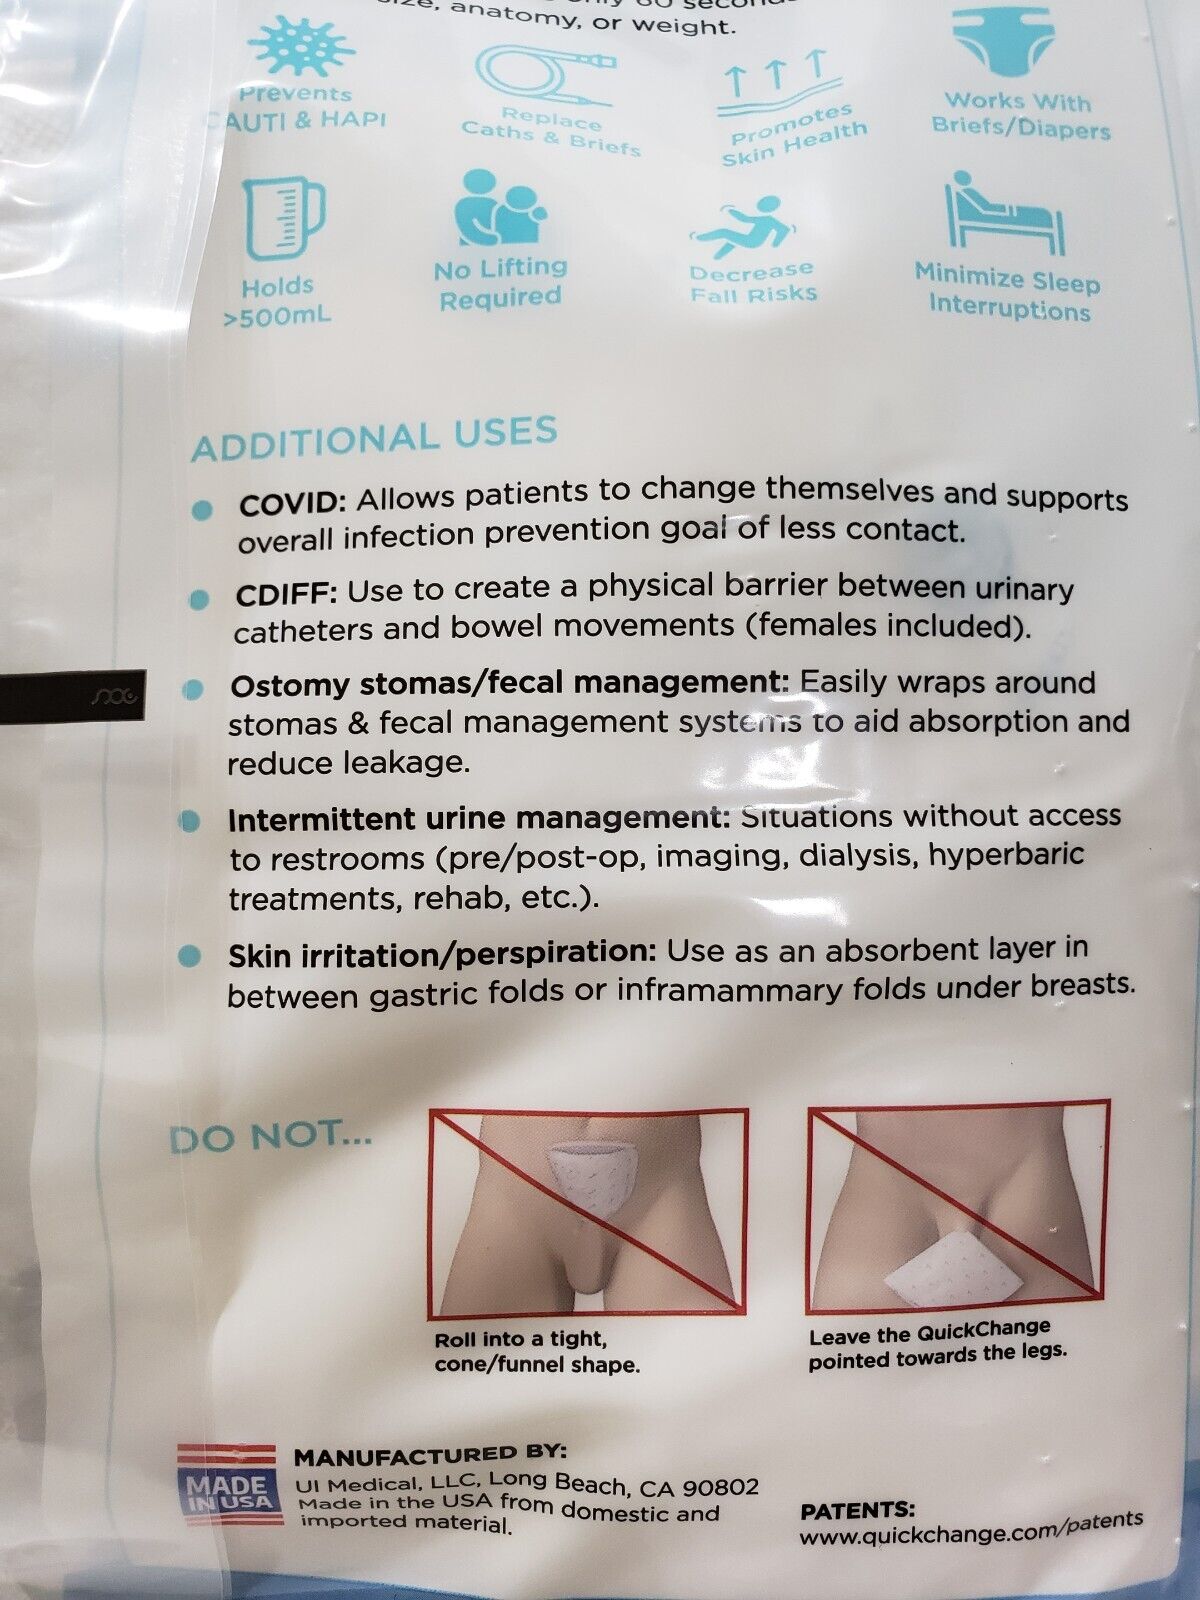 60 second
size, anatomy, or weight.
Prevents
CAUTI & HAPI
Replace
Caths & Briefs
Promotes
Skin Health
Works With
Briefs/Diapers
Holds
>500mL
No Lifting
Required
Decrease
Fall Risks
Minimize Sleep
Interruptions
ADDITIONAL USES
COVID: Allows patients to change themselves and supports
overall infection prevention goal of less contact.
CDIFF: Use to create a physical barrier between urinary
catheters and bowel movements (females included).
Ostomy stomas/fecal management: Easily wraps around
stomas & fecal management systems to aid absorption and
reduce leakage.
Intermittent urine management: Situations without access
to restrooms (pre/post-op, imaging, dialysis, hyperbaric
treatments, rehab, etc.).
Skin irritation/perspiration: Use as an absorbent layer in
between gastric folds or inframammary folds under breasts.
DO NOT...
Roll into a tight,
cone/funnel shape.
Leave the QuickChange
pointed towards the legs.
MADE
IN USA
MANUFACTURED BY:
UI Medical, LLC, Long Beach, CA 90802
Made in the USA from domestic and
imported material.
PATENTS:
www.quickchange.com/patents